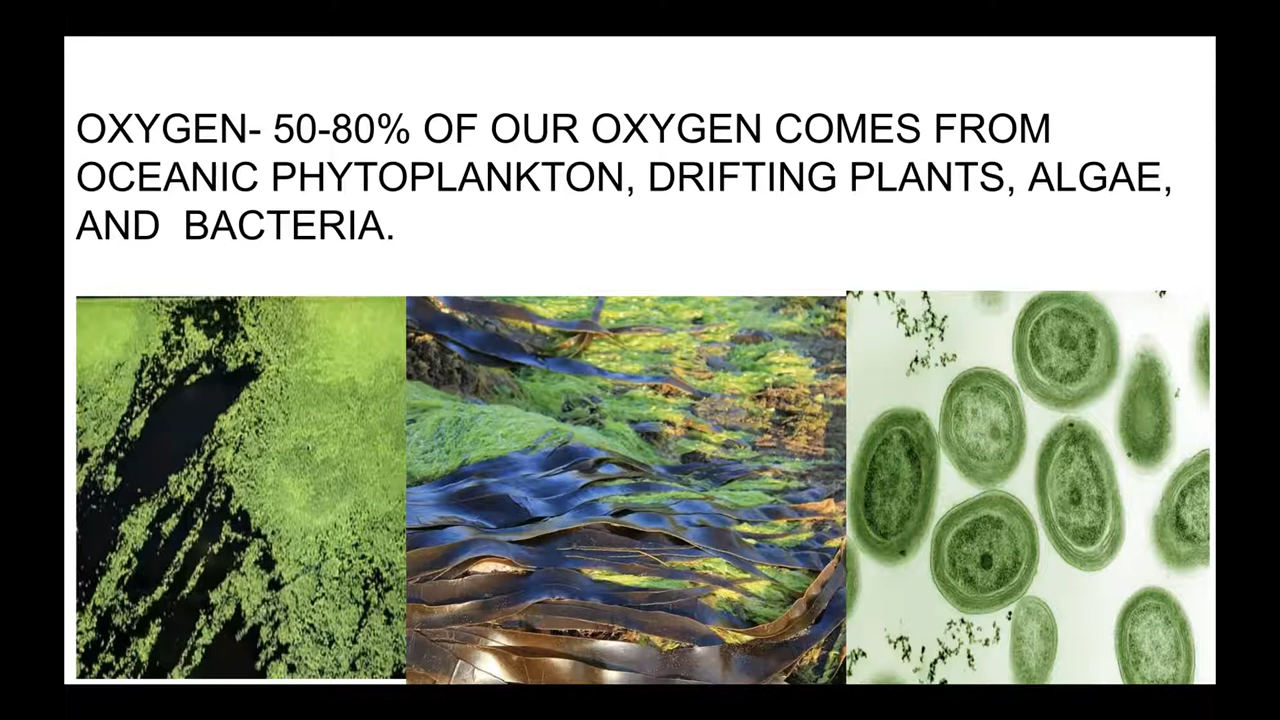 OXYGEN- 50-80% OF OUR OXYGEN COMES FROM
OCEANIC PHYTOPLANKTON, DRIFTING PLANTS, ALGAE,
AND  BACTERIA.